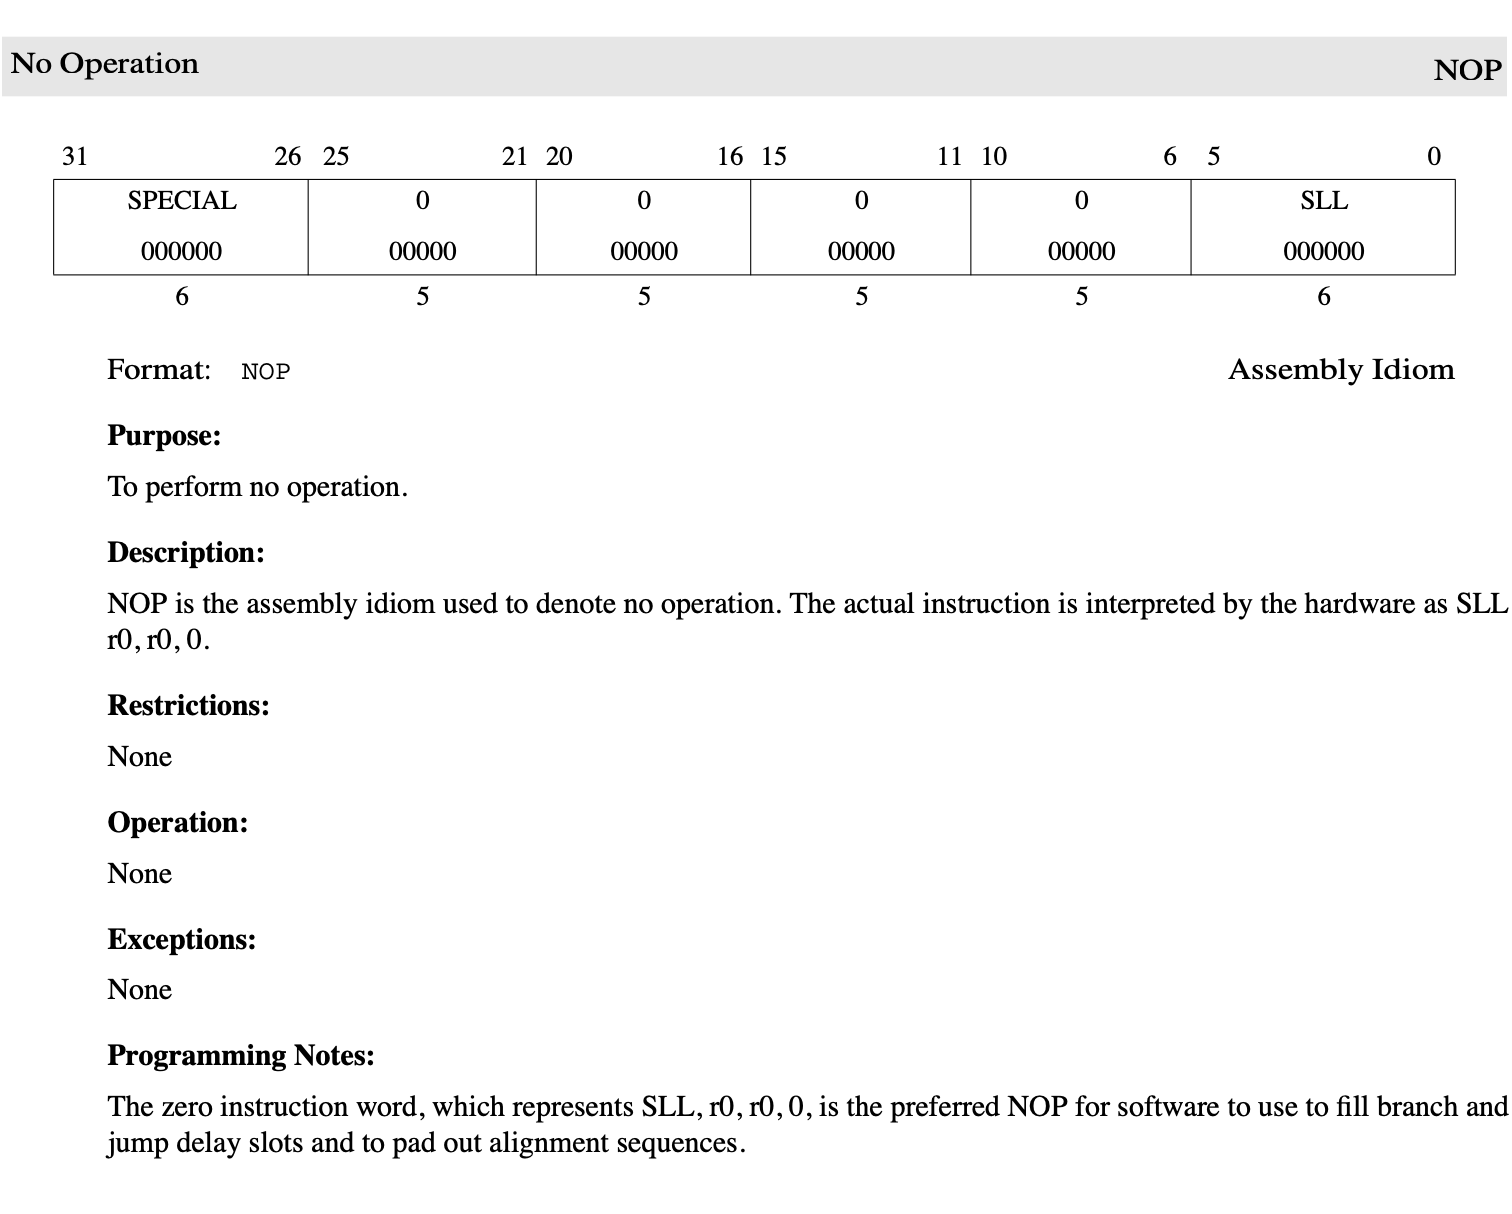 No Operation NOP
31 26 25 21 20 16 15 11 10 6 5 0
SPECIAL 0 0 0 0 SLL
000000 00000 00000 00000 00000 000000
6 5 5 5 5 6
Format: NOP Assembly Idiom
Purpose:
To perform no operation.
Description:
NOP is the assembly idiom used to denote no operation. The actual instruction is interpreted by the hardware as SLL
r0, r0, 0.
Restrictions:
None
Operation:
None
Exceptions:
None
Programming Notes:
The zero instruction word, which represents SLL, r0, r0, 0, is the preferred NOP for software to use to fill branch and
jump delay slots and to pad out alignment sequences.